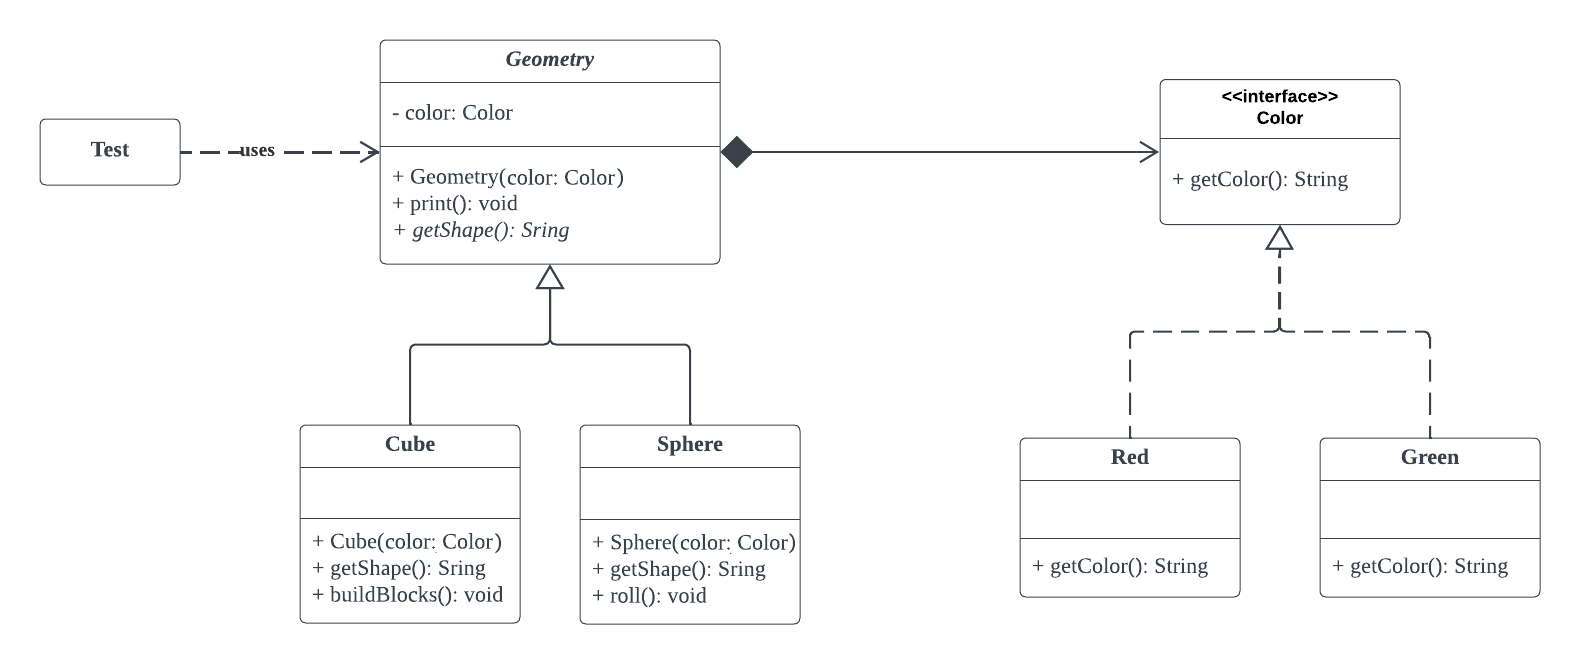 Test
uses
Geometry
- color: Color
+ Geometry(color: Color)
+ print(): void
+ getShape(): Sring
<<interface>>
Color
+ getColor(): String
Cube
+ Cube(color: Color)
+ getShape(): Sring
+ buildBlocks(): void
Sphere
+ Sphere(color: Color)
+ getShape(): Sring
+ roll(): void
Red
+ getColor(): String
Green
+ getColor(): String